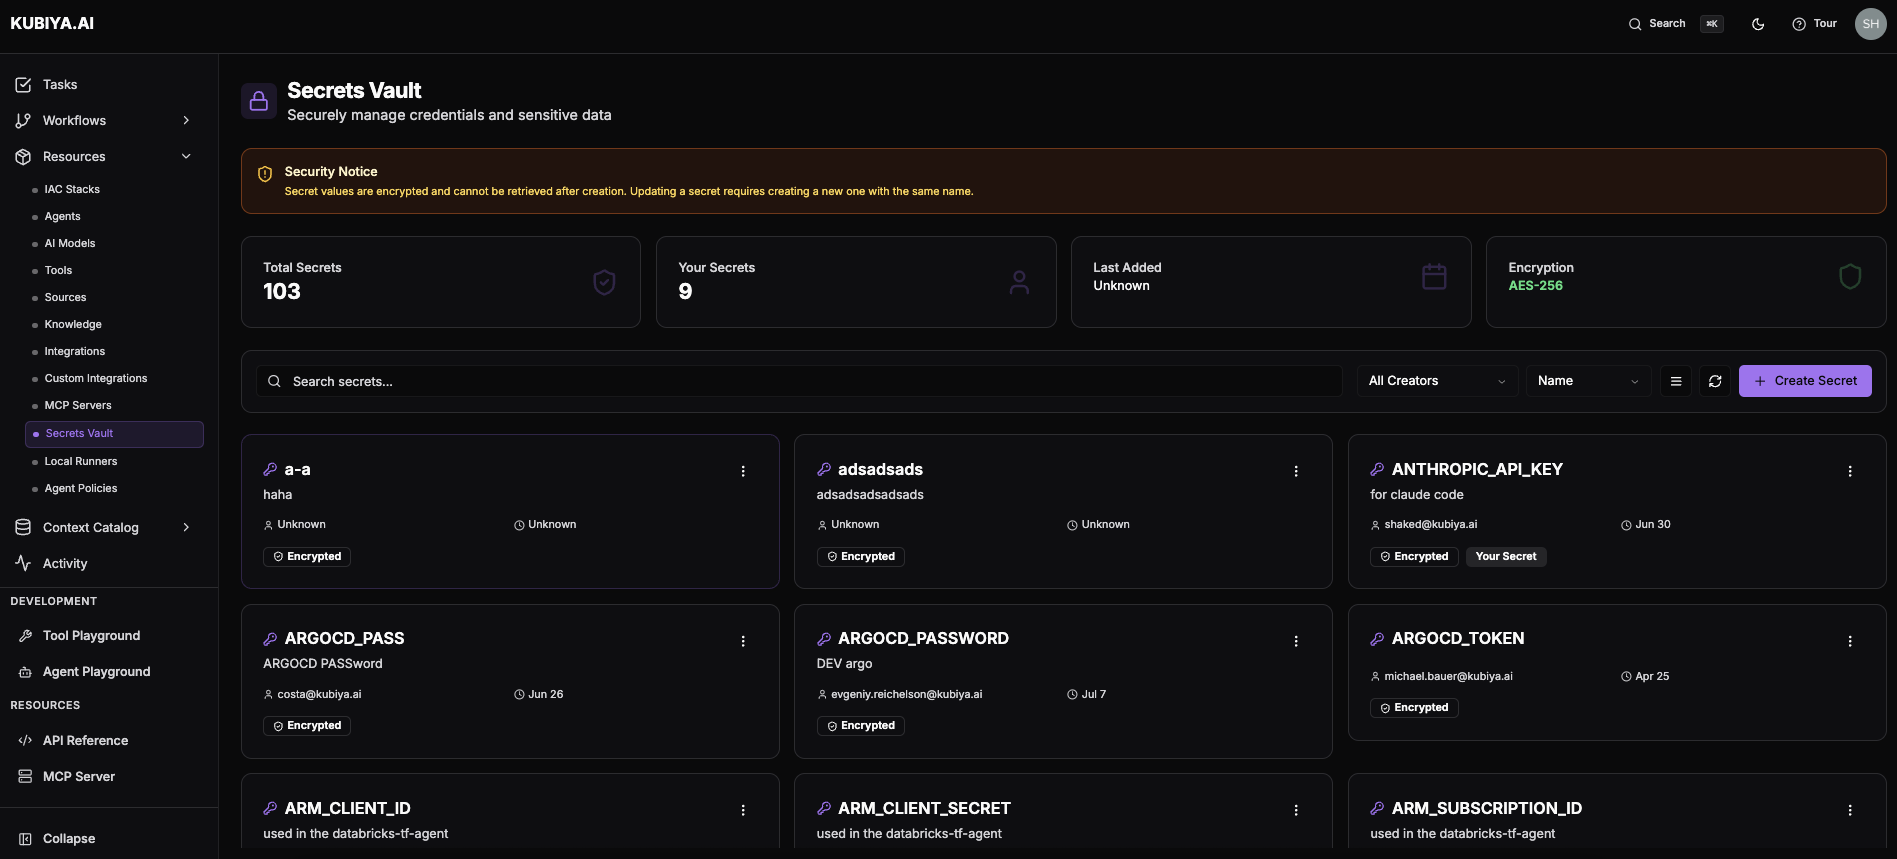 KUBIYA.AI
Search ⌘K Tour SH
Tasks
Workflows
Resources
IAC Stacks
Agents
AI Models
Tools
Sources
Knowledge
Integrations
Custom Integrations
MCP Servers
Secrets Vault
Local Runners
Agent Policies
Context Catalog
Activity
DEVELOPMENT
Tool Playground
Agent Playground
RESOURCES
API Reference
MCP Server
Collapse
Secrets Vault
Securely manage credentials and sensitive data
Security Notice
Secret values are encrypted and cannot be retrieved after creation. Updating a secret requires creating a new one with the same name.
Total Secrets
103
Your Secrets
9
Last Added
Unknown
Encryption
AES-256
Search secrets...
All Creators
Name
Create Secret
a-a
haha
Unknown Unknown
Encrypted
adsadsads
adsadsadsadsads
Unknown Unknown
Encrypted
ANTHROPIC_API_KEY
for claude code
shaked@kubiya.ai Jun 30
Encrypted Your Secret
ARGOCD_PASS
ARGOCD PASSword
costa@kubiya.ai Jun 26
Encrypted
ARGOCD_PASSWORD
DEV argo
evgeniy.reichelson@kubiya.ai Jul 7
Encrypted
ARGOCD_TOKEN
michael.bauer@kubiya.ai Apr 25
Encrypted
ARM_CLIENT_ID
used in the databricks-tf-agent
ARM_CLIENT_SECRET
used in the databricks-tf-agent
ARM_SUBSCRIPTION_ID
used in the databricks-tf-agent